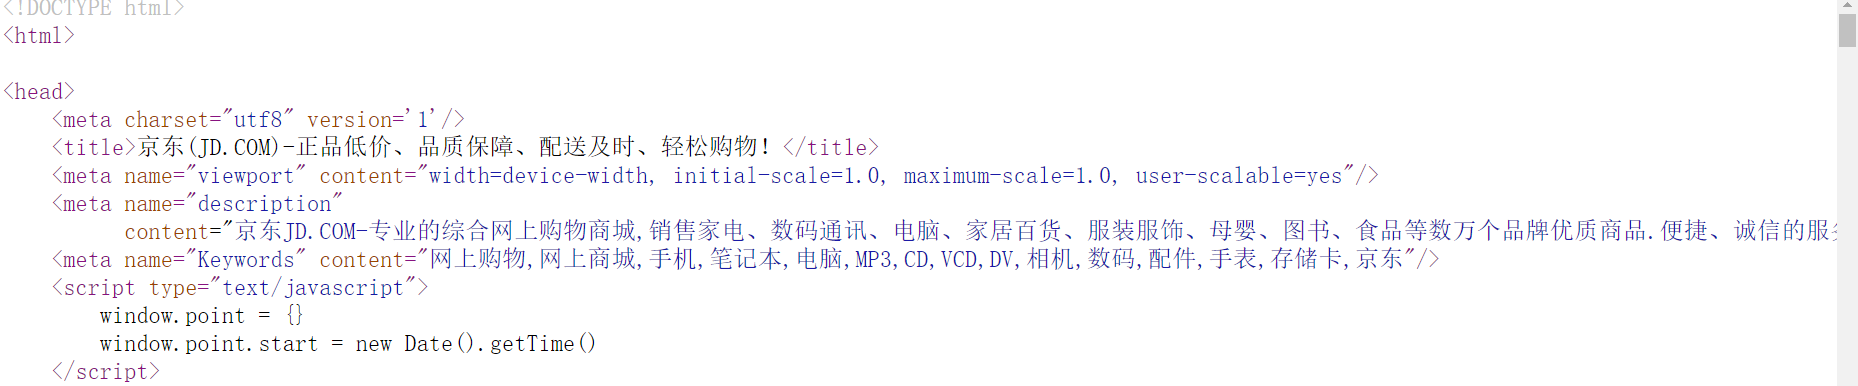 <!DOCTYPE html>
<html>
<head>
<meta charset="utf8" version='1'/>
<title>京东(JD.COM)-正品低价、品质保障、配送及时、轻松购物！</title>
<meta name="viewport" content="width=device-width, initial-scale=1.0, maximum-scale=1.0, user-scalable=yes"/>
<meta name="description"
content="京东JD.COM-专业的综合网上购物商城,销售家电、数码通讯、电脑、家居百货、服装服饰、母婴、图书、食品等数万个品牌优质商品.便捷、诚信的服务
<meta name="Keywords" content="网上购物,网上商城,手机,笔记本,电脑,MP3,CD,VCD,DV,相机,数码,配件,手表,存储卡,京东"/>
<script type="text/javascript">
window.point = {}
window.point.start = new Date().getTime()
</script>